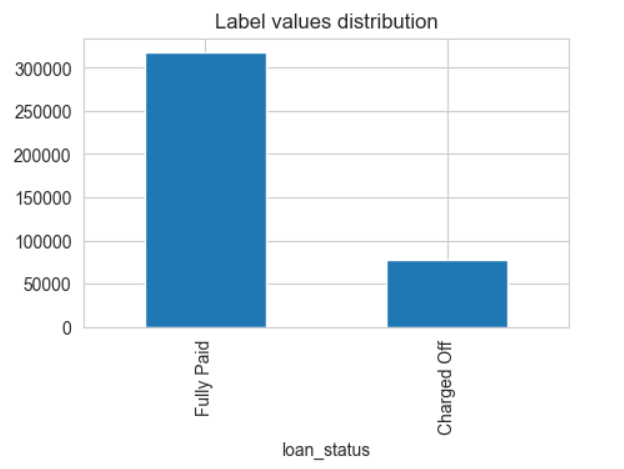 Label values distribution
300000
250000
200000
150000
100000
50000
0
Fully Paid
Charged Off
loan_status